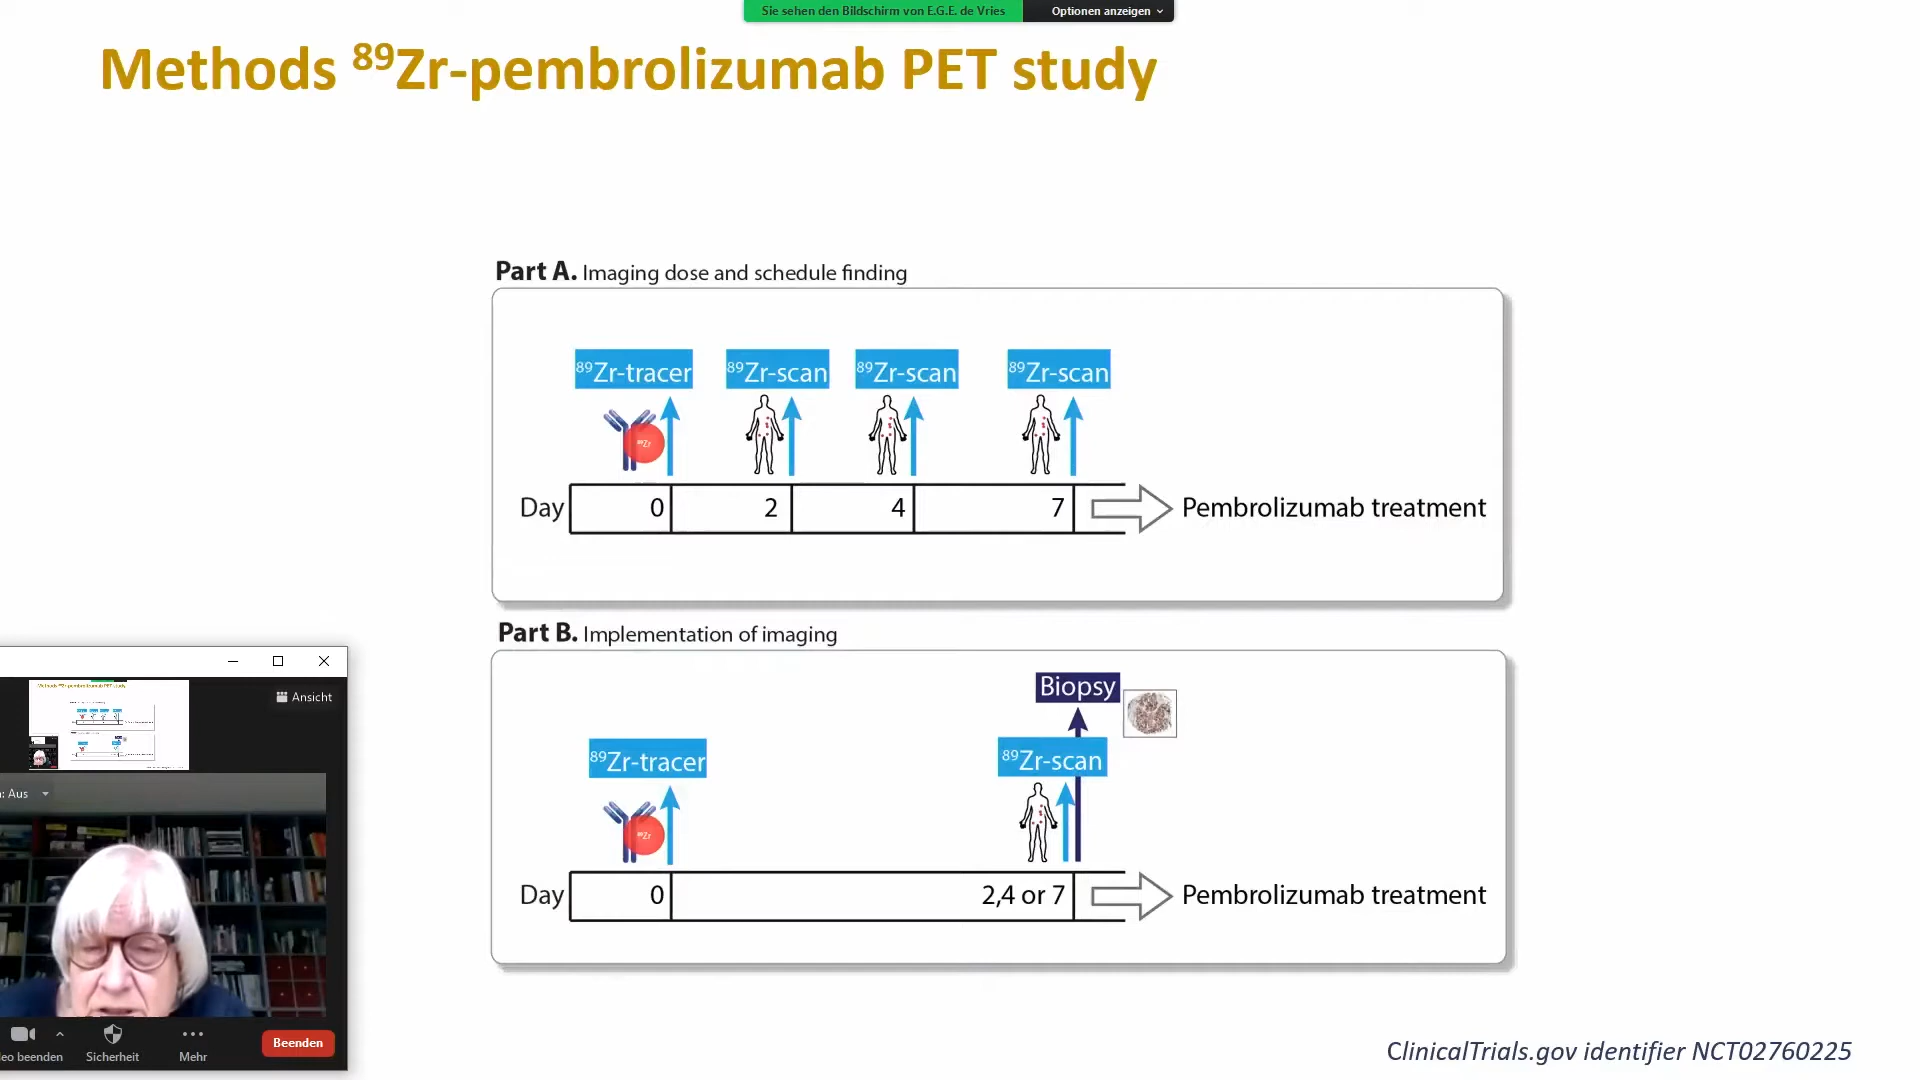 Sie sehen den Bildschirm von E.G.E. de Vries
Optionen anzeigen
Methods ⁸⁹Zr-pembrolizumab PET study
Part A. Imaging dose and schedule finding
⁸⁹Zr-tracer ⁸⁹Zr-scan ⁸⁹Zr-scan ⁸⁹Zr-scan
⁸⁹Zr
Day 0 2 4 7 Pembrolizumab treatment
Part B. Implementation of imaging
Biopsy
⁸⁹Zr-tracer ⁸⁹Zr-scan
⁸⁹Zr
Day 0 2,4 or 7 Pembrolizumab treatment
Ansicht
: Aus
eo beenden Sicherheit Mehr Beenden
ClinicalTrials.gov identifier NCT02760225